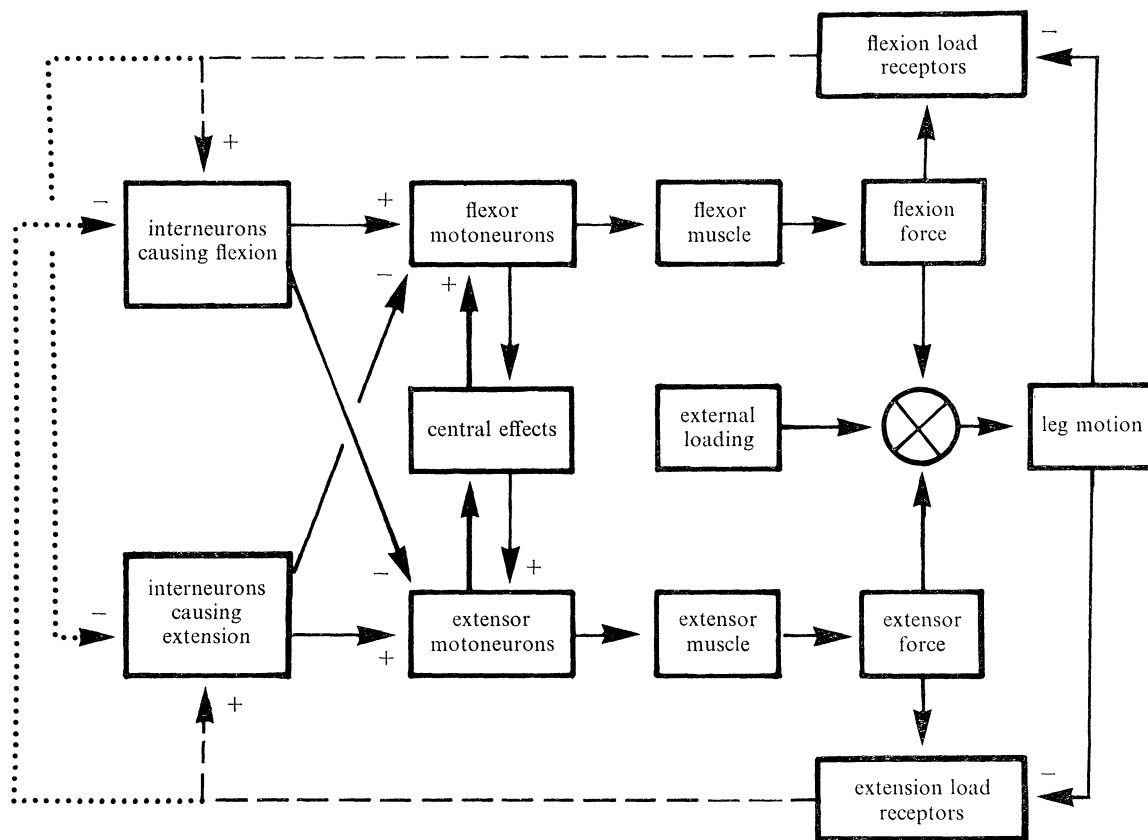 flexion load
receptors
−
+
−
interneurons
causing flexion
+
flexor
motoneurons
−
+
flexor
muscle
flexion
force
central effects
external
loading
leg motion
−
interneurons
causing
extension
+
−
+
+
extensor
motoneurons
extensor
muscle
extensor
force
extension load
receptors
−